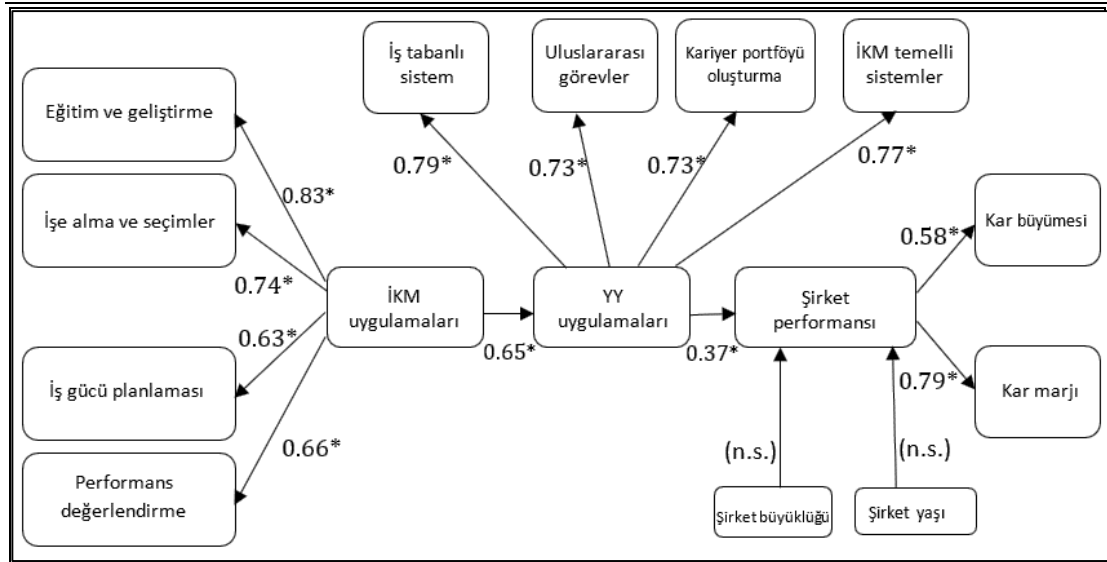 İş tabanlı
sistem
Uluslararası
görevler
Kariyer portföyü
oluşturma
İKM temelli
sistemler
Eğitim ve geliştirme
0.79*
0.73*
0.73*
0.77*
0.83*
İşe alma ve seçimler
Kar büyümesi
0.58*
0.74*
İKM
uygulamaları
YY
uygulamaları
Şirket
performansı
0.63*
0.65*
0.37*
0.79*
İş gücü planlaması
Kar marjı
0.66*
(n.s.)
(n.s.)
Performans
değerlendirme
Şirket büyüklüğü
Şirket yaşı